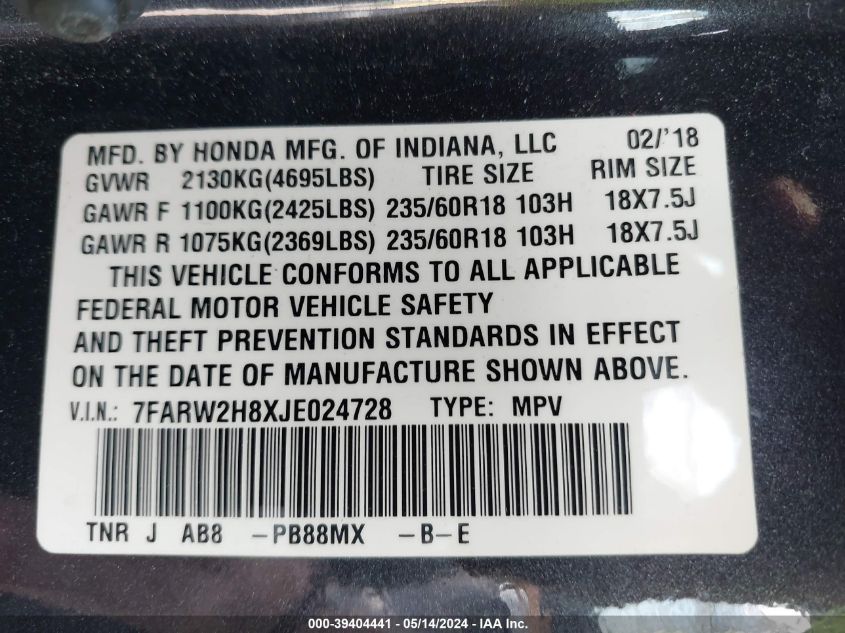 MFD. BY HONDA MFG. OF INDIANA, LLC 02/'18
GVWR 2130KG(4695LBS) TIRE SIZE RIM SIZE
GAWR F 1100KG(2425LBS) 235/60R18 103H 18X7.5J
GAWR R 1075KG(2369LBS) 235/60R18 103H 18X7.5J
THIS VEHICLE CONFORMS TO ALL APPLICABLE
FEDERAL MOTOR VEHICLE SAFETY
AND THEFT PREVENTION STANDARDS IN EFFECT
ON THE DATE OF MANUFACTURE SHOWN ABOVE.
V.I.N.: 7FARW2H8XJE024728 TYPE: MPV
TNR J AB8 -PB88MX -B-E
000-39404441 - 05/14/2024 - IAA Inc.